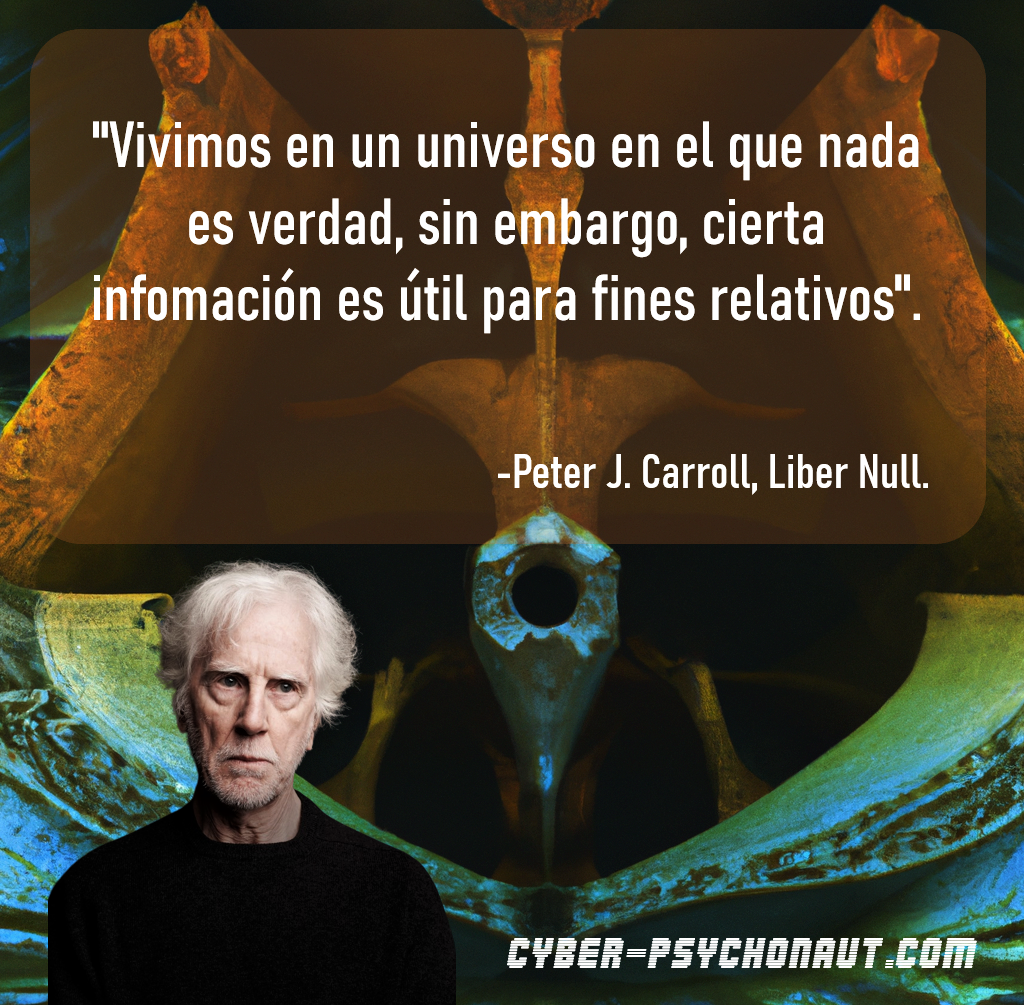 "Vivimos en un universo en el que nada
es verdad, sin embargo, cierta
infomación es útil para fines relativos".
-Peter J. Carroll, Liber Null.
CYBER-PSYCHONAUT.COM